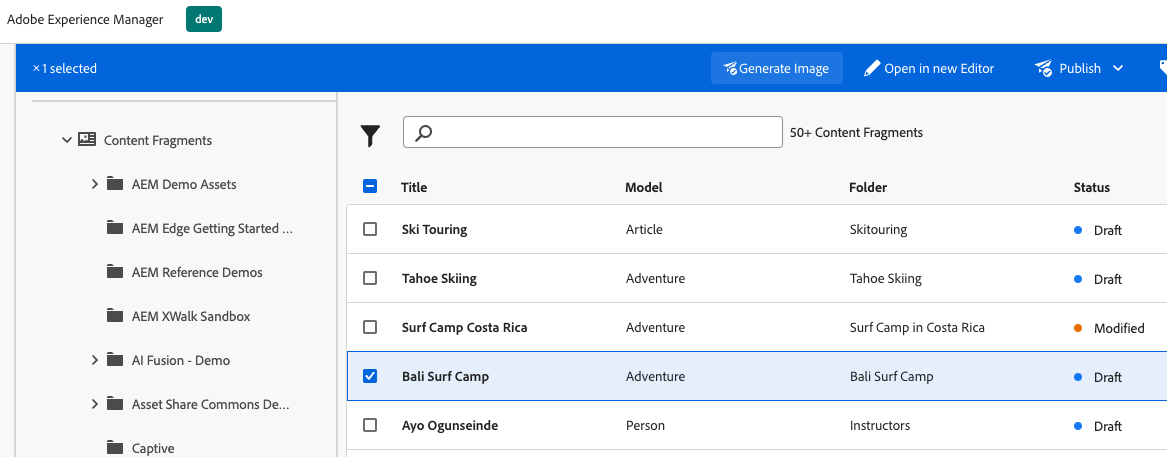 Adobe Experience Manager dev
× 1 selected Generate Image Open in new Editor Publish
Content Fragments
AEM Demo Assets
AEM Edge Getting Started ...
AEM Reference Demos
AEM XWalk Sandbox
AI Fusion - Demo
Asset Share Commons De...
Captive
50+ Content Fragments
Title Model Folder Status
Ski Touring Article Skitouring Draft
Tahoe Skiing Adventure Tahoe Skiing Draft
Surf Camp Costa Rica Adventure Surf Camp in Costa Rica Modified
Bali Surf Camp Adventure Bali Surf Camp Draft
Ayo Ogunseinde Person Instructors Draft